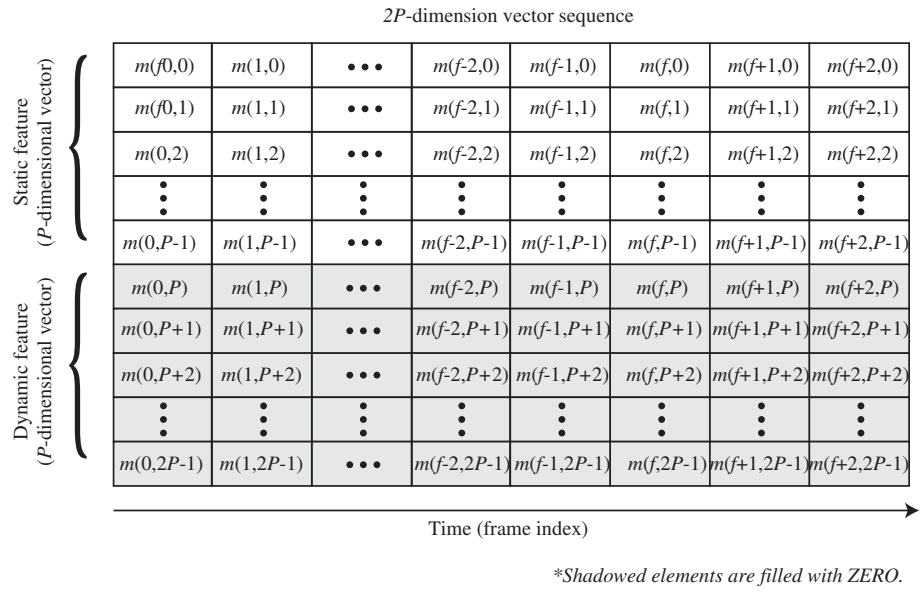 2P-dimension vector sequence
Static feature
(P-dimensional vector)
m(f0,0) m(1,0) ••• m(f-2,0) m(f-1,0) m(f,0) m(f+1,0) m(f+2,0)
m(f0,1) m(1,1) ••• m(f-2,1) m(f-1,1) m(f,1) m(f+1,1) m(f+2,1)
m(0,2) m(1,2) ••• m(f-2,2) m(f-1,2) m(f,2) m(f+1,2) m(f+2,2)
m(0,P-1) m(1,P-1) ••• m(f-2,P-1) m(f-1,P-1) m(f,P-1) m(f+1,P-1) m(f+2,P-1)
Dynamic feature
(P-dimensional vector)
m(0,P) m(1,P) ••• m(f-2,P) m(f-1,P) m(f,P) m(f+1,P) m(f+2,P)
m(0,P+1) m(1,P+1) ••• m(f-2,P+1) m(f-1,P+1) m(f,P+1) m(f+1,P+1) m(f+2,P+1)
m(0,P+2) m(1,P+2) ••• m(f-2,P+2) m(f-1,P+2) m(f,P+2) m(f+1,P+2) m(f+2,P+2)
m(0,2P-1) m(1,2P-1) ••• m(f-2,2P-1) m(f-1,2P-1) m(f,2P-1) m(f+1,2P-1) m(f+2,2P-1)
Time (frame index)
*Shadowed elements are filled with ZERO.